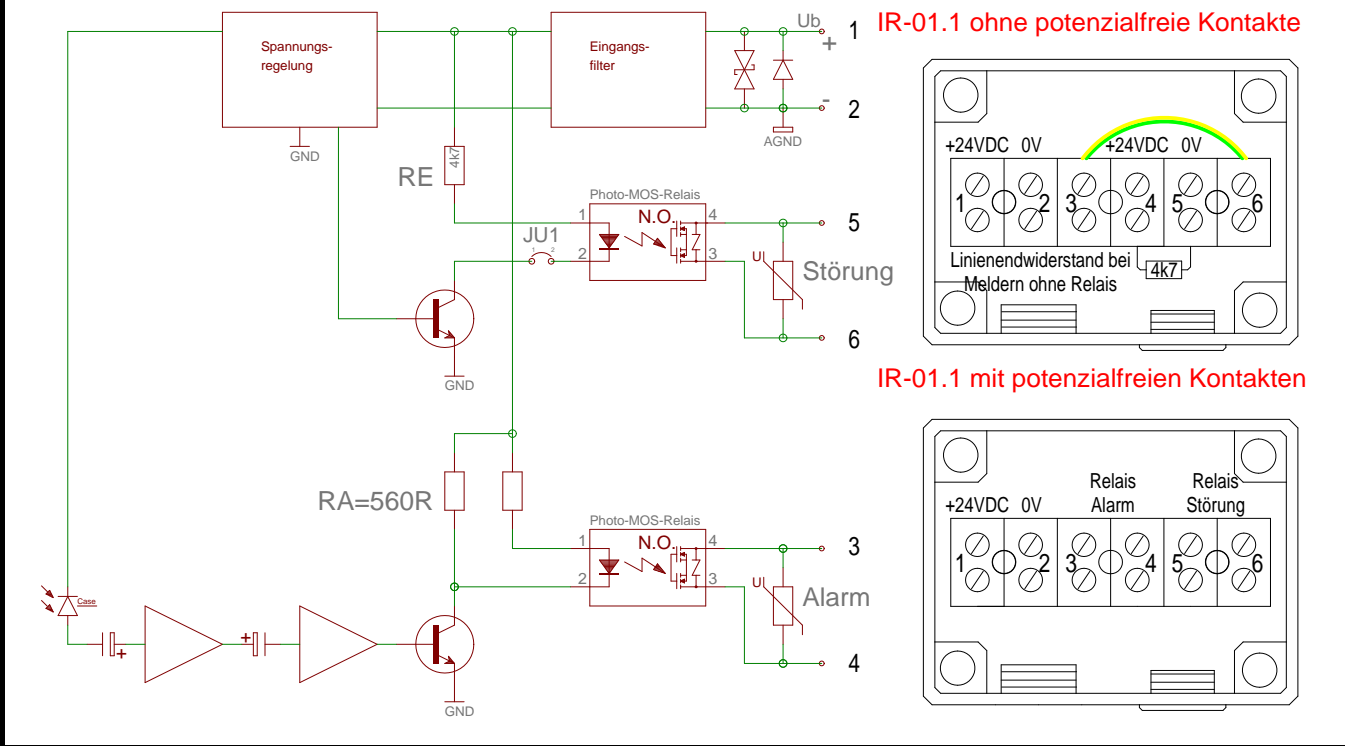 Spannungs-
regelung
GND
Eingangs-
filter
Ub
+
-
1
2
AGND
RE
4k7
Photo-MOS-Relais
N.O.
1
2
4
3
JU1
1 2
UI
Störung
5
6
GND
RA=560R
Photo-MOS-Relais
N.O.
1
2
4
3
UI
Alarm
3
4
Case
+
+
GND
IR-01.1 ohne potenzialfreie Kontakte
+24VDC 0V +24VDC 0V
1 2 3 4 5 6
Linienendwiderstand bei
Meldern ohne Relais
4k7
IR-01.1 mit potenzialfreien Kontakten
Relais Relais
+24VDC 0V Alarm Störung
1 2 3 4 5 6